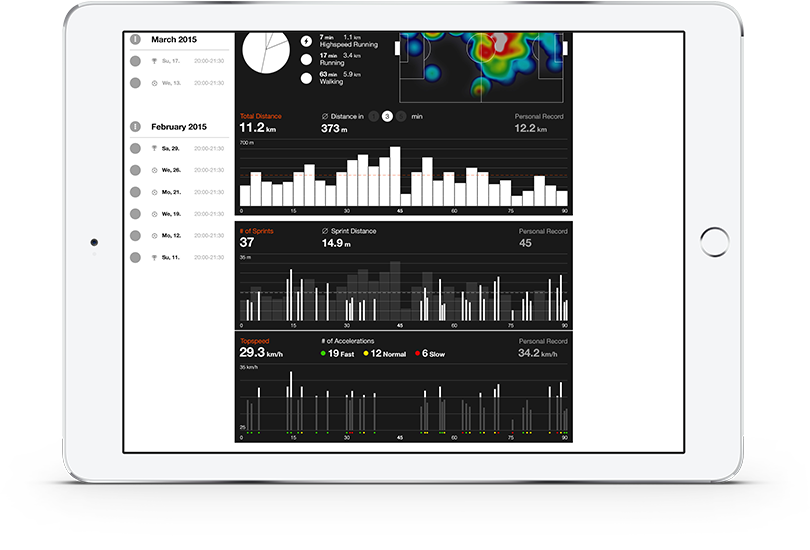 March 2015
Su, 17. 20:00-21:30
We, 13. 20:00-21:30
February 2015
Sa, 29. 20:00-21:30
We, 26. 20:00-21:30
Mo, 21. 20:00-21:30
We, 19. 20:00-21:30
Mo, 12. 20:00-21:30
Su, 11. 20:00-21:30
7 min 1.1 km
Highspeed Running
17 min 3.4 km
Running
63 min 5.9 km
Walking
Total Distance
11.2 km
Distance in 1 3 5 min
373 m
Personal Record
12.2 km
700 m
0 15 30 45 60 75 90
# of Sprints
37
Sprint Distance
14.9 m
Personal Record
45
35 m
0 15 30 45 60 75 90
Topspeed
29.3 km/h
# of Accelerations
19 Fast 12 Normal 6 Slow
Personal Record
34.2 km/h
35 km/h
25
0 15 30 45 60 75 90